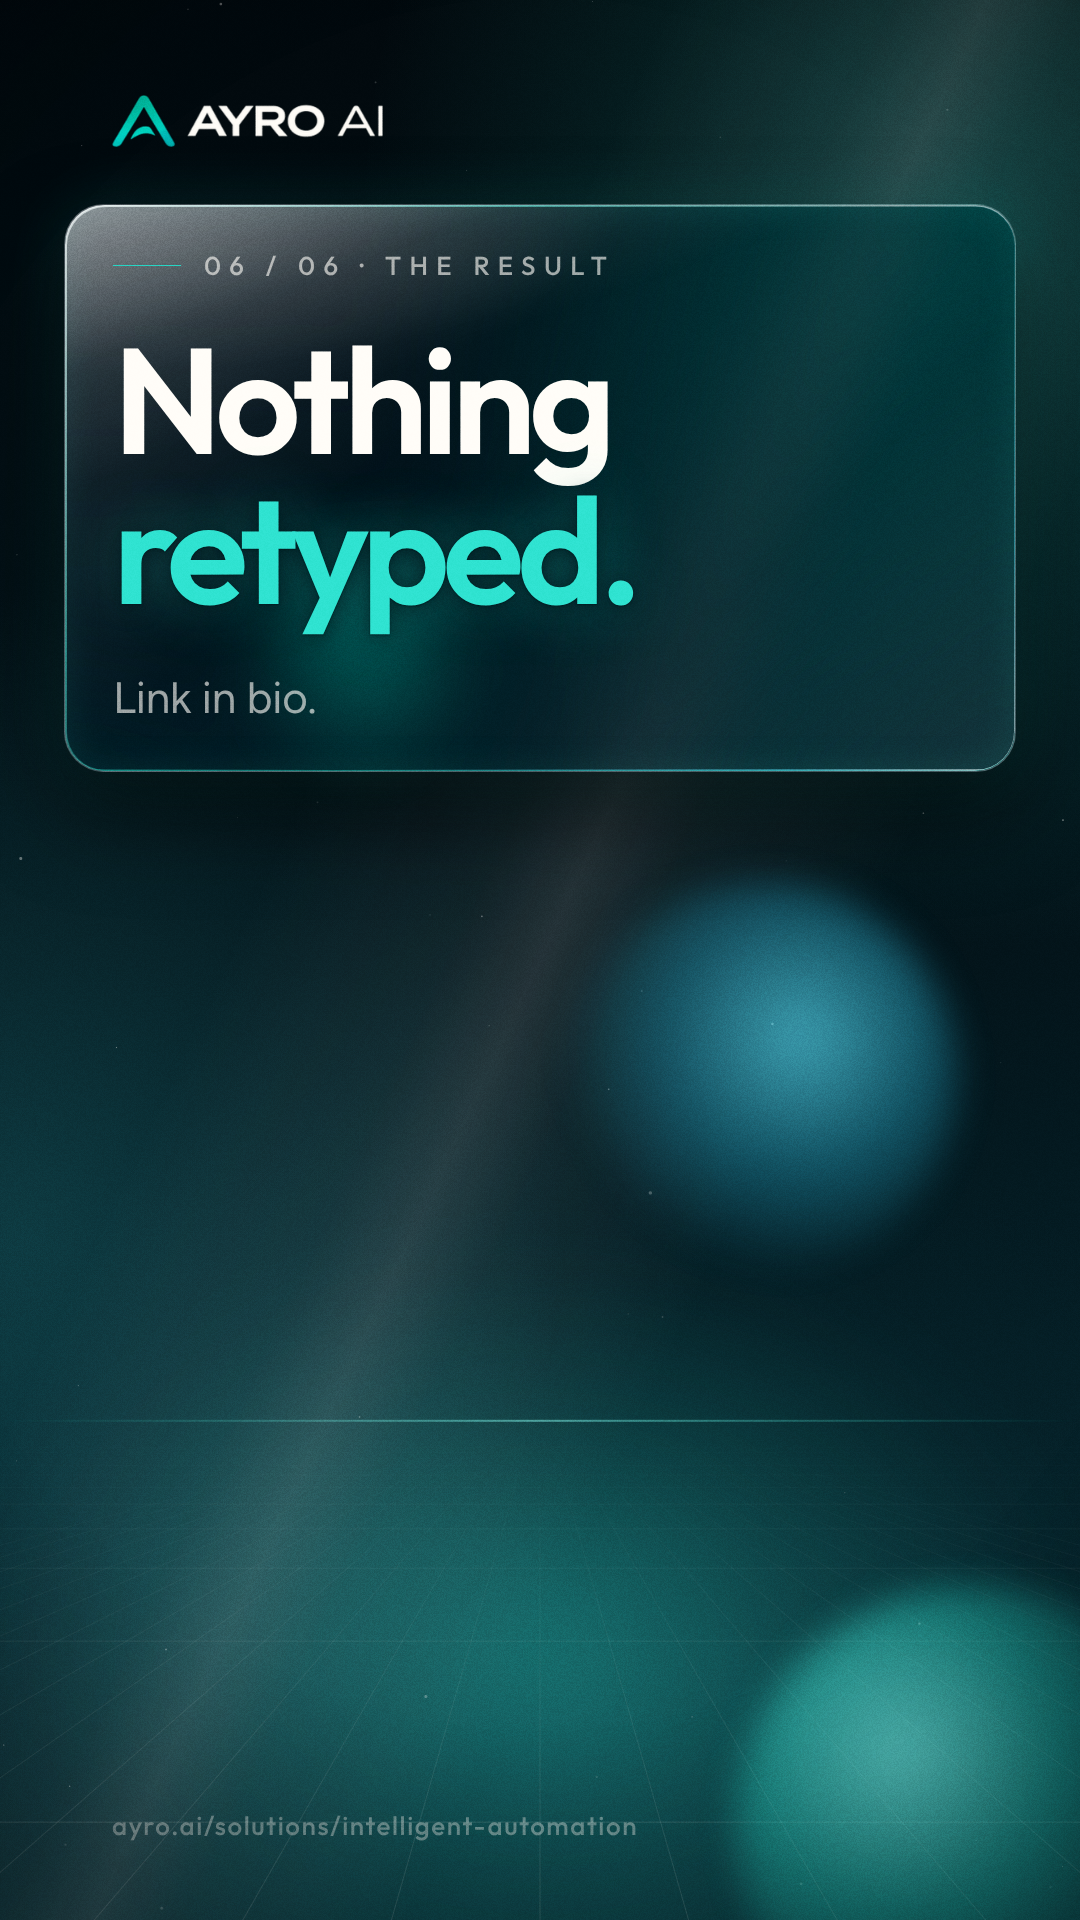 AYRO AI
06 / 06 · THE RESULT
Nothing
retyped.
Link in bio.
ayro.ai/solutions/intelligent-automation